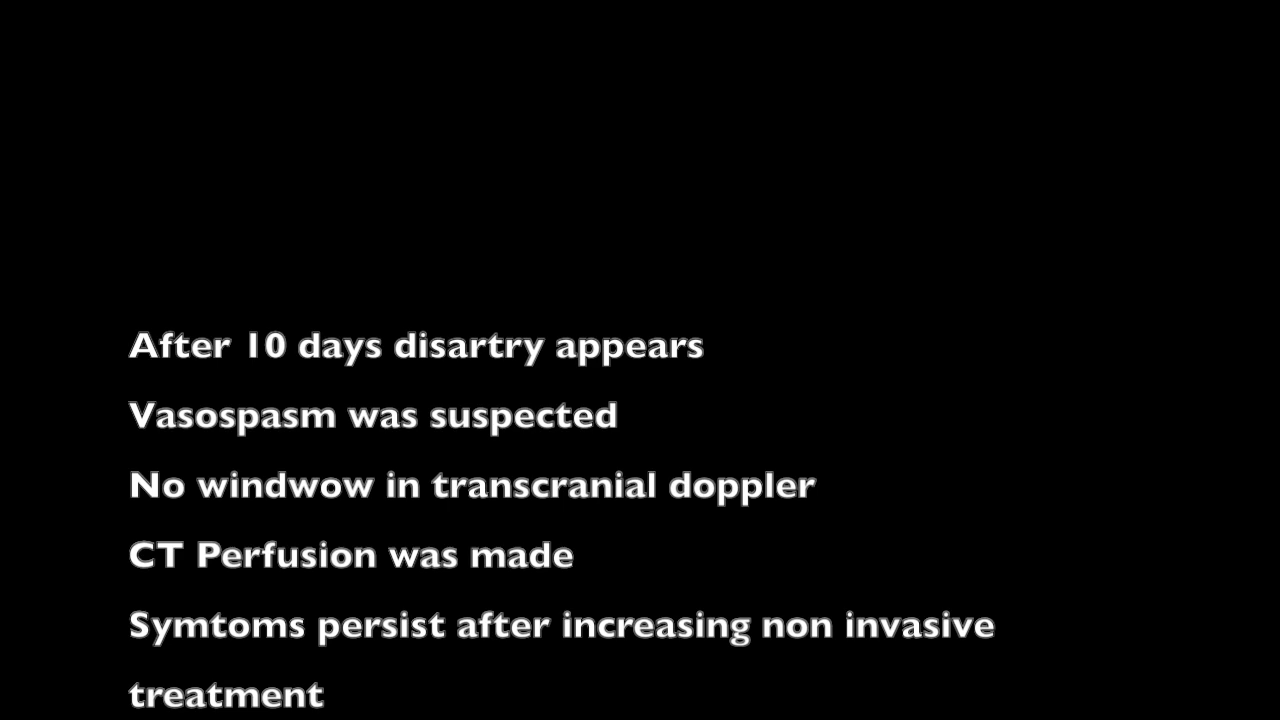 After 10 days disartry appears
Vasospasm was suspected
No windwow in transcranial doppler
CT Perfusion was made
Symtoms persist after increasing non invasive
treatment